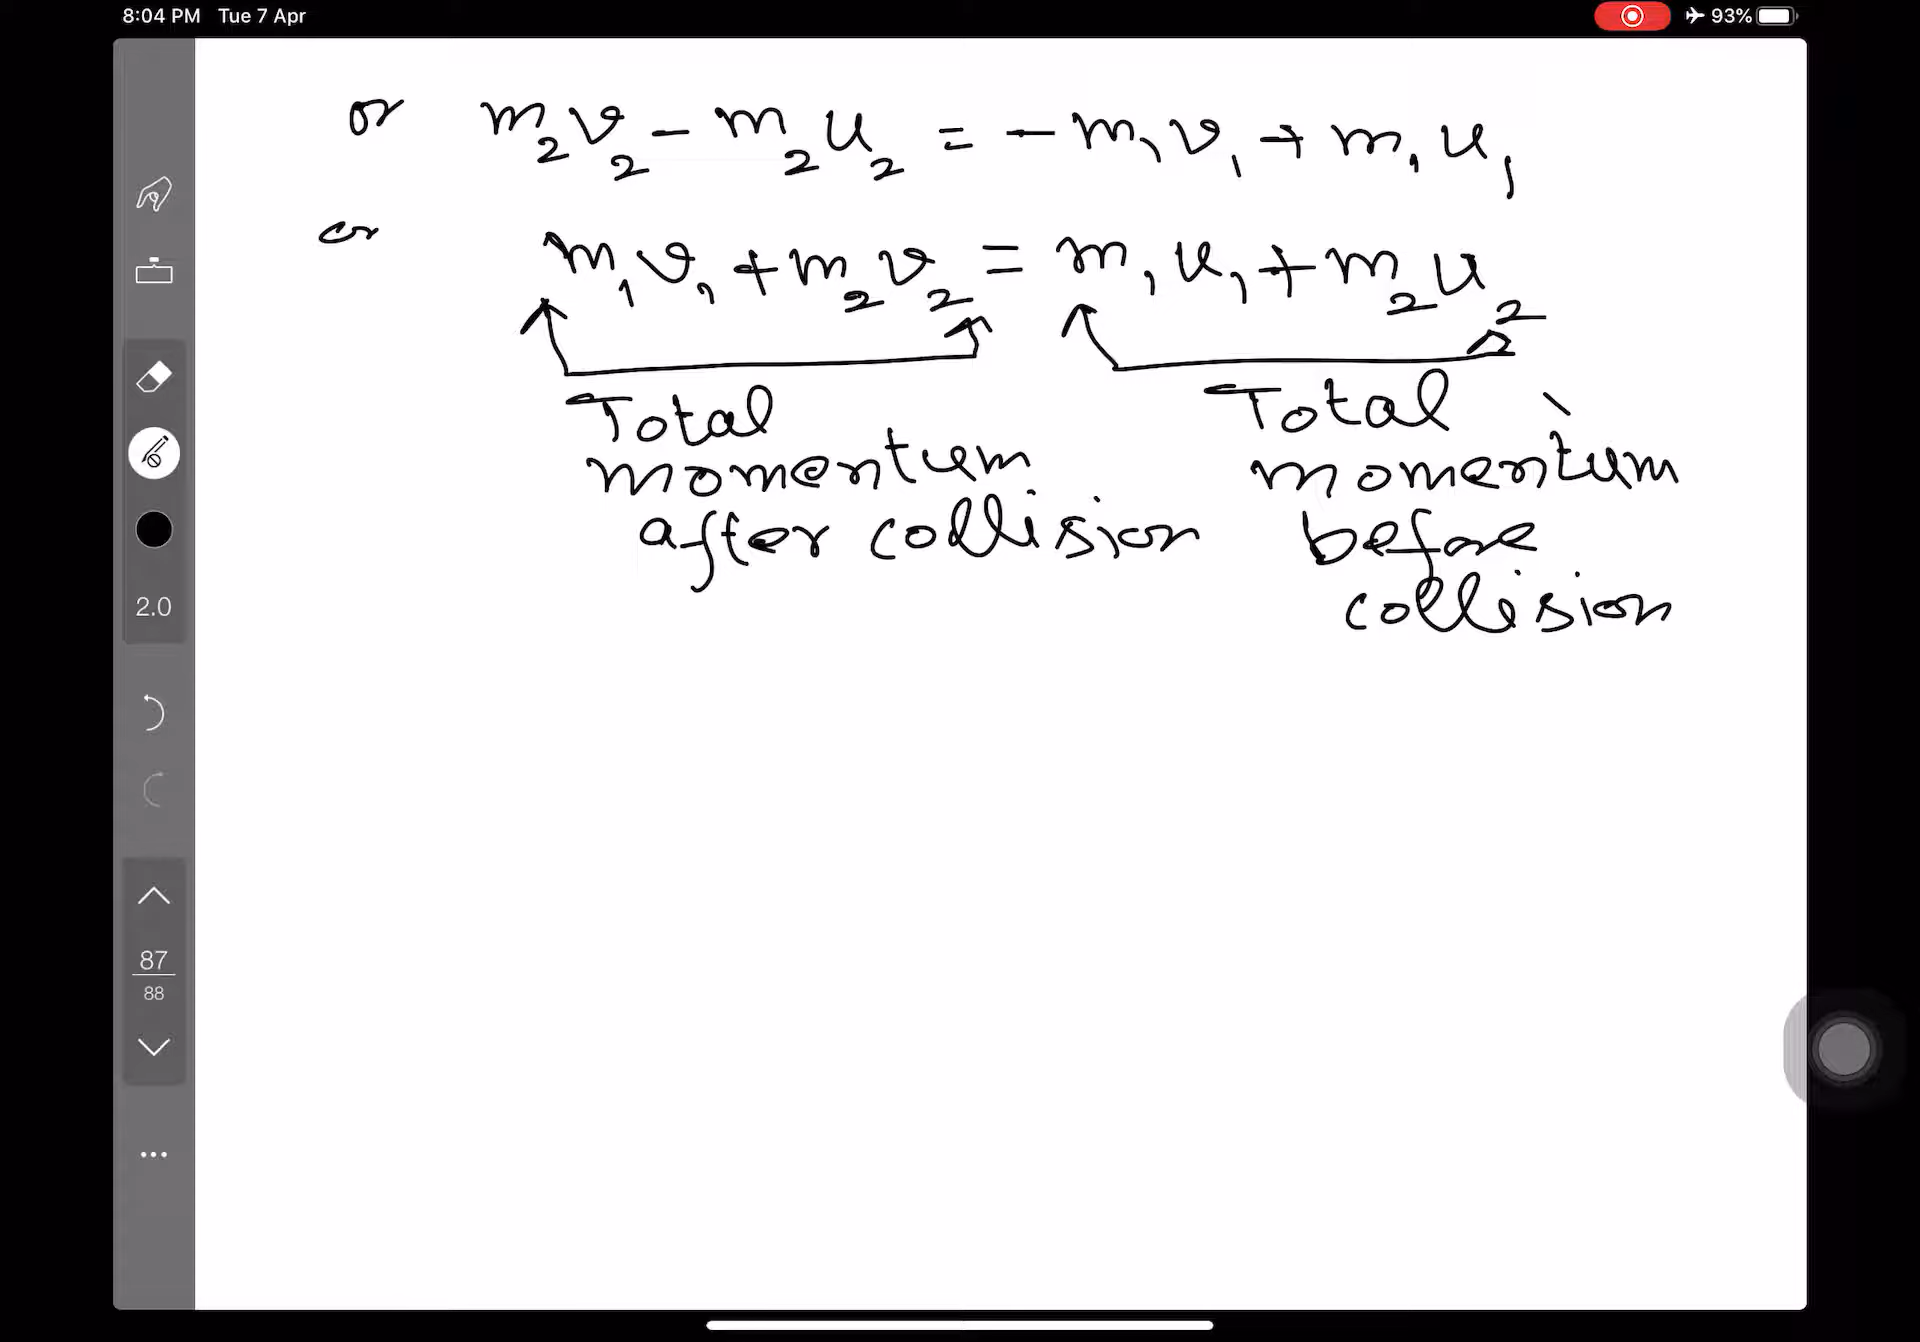 8:04 PM Tue 7 Apr
93%
or m₂v₂ - m₂u₂ = - m₁v₁ + m₁u₁
or m₁v₁ + m₂v₂ = m₁u₁ + m₂u₂
Total Total
momentum momentum
after collision before
collision
2.0
87
88